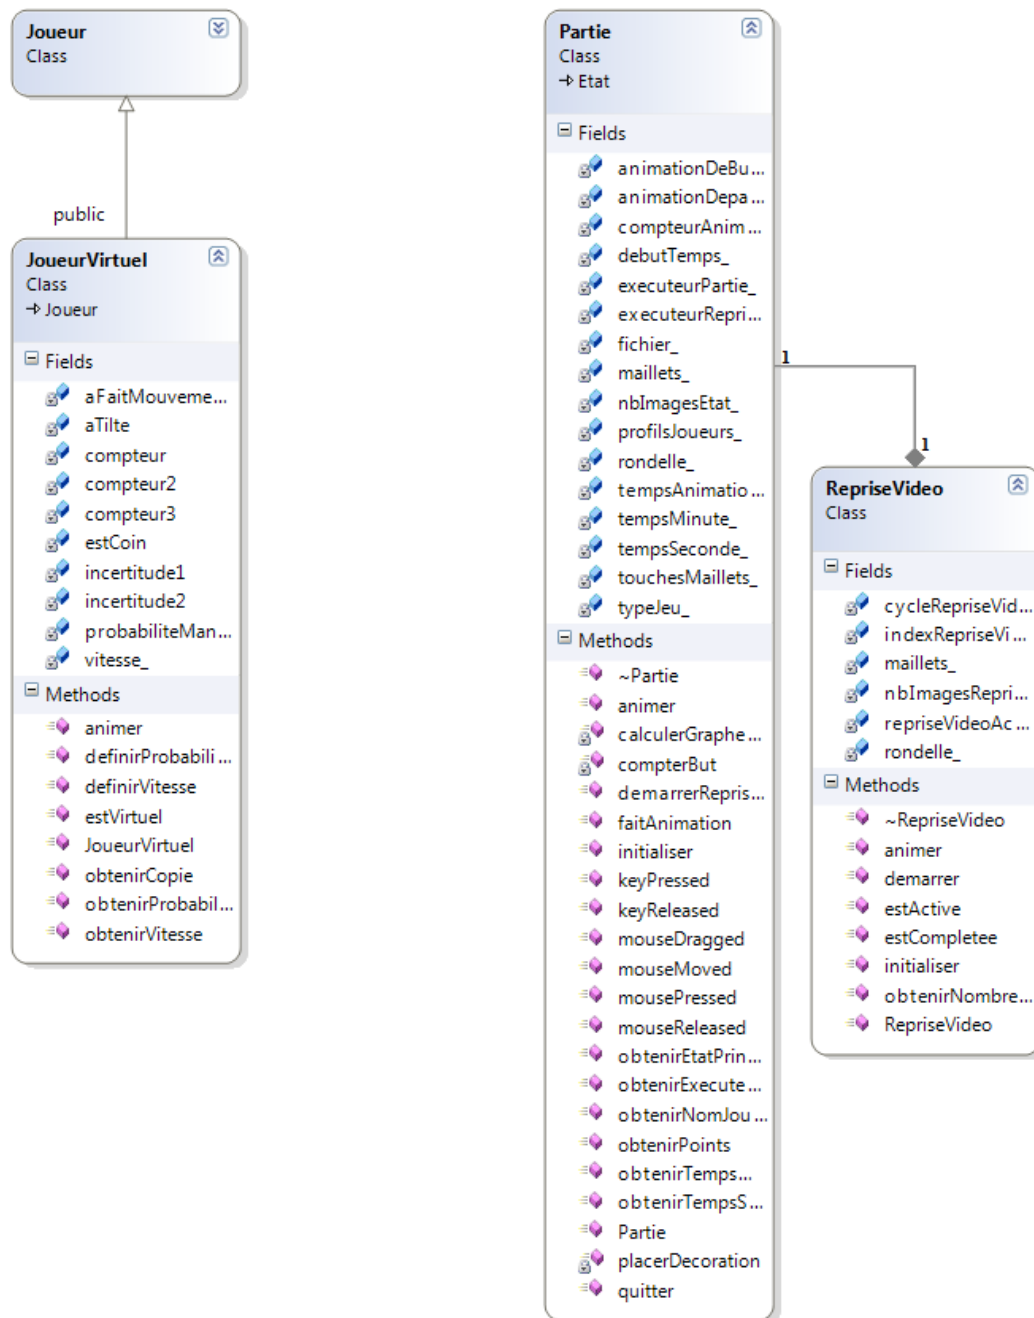 Joueur
Class
public
JoueurVirtuel
Class
Joueur
Fields
aFaitMouveme...
aTilte
compteur
compteur2
compteur3
estCoin
incertitude1
incertitude2
probabiliteMan...
vitesse_
Methods
animer
definirProbabili...
definirVitesse
estVirtuel
JoueurVirtuel
obtenirCopie
obtenirProbabil...
obtenirVitesse
Partie
Class
Etat
Fields
animationDeBu...
animationDepa...
compteurAnim...
debutTemps_
executeurPartie_
executeurRepri...
fichier_
maillets_
nbImagesEtat_
profilsJoueurs_
rondelle_
tempsAnimatio...
tempsMinute_
tempsSeconde_
touchesMaillets_
typeJeu_
Methods
~Partie
animer
calculerGraphe...
compterBut
demarrerRepris...
faitAnimation
initialiser
keyPressed
keyReleased
mouseDragged
mouseMoved
mousePressed
mouseReleased
obtenirEtatPrin...
obtenirExecute...
obtenirNomJou...
obtenirPoints
obtenirTemps...
obtenirTempsS...
Partie
placerDecoration
quitter
1
1
RepriseVideo
Class
Fields
cycleRepriseVid...
indexRepriseVi...
maillets_
nbImagesRepri...
repriseVideoAc...
rondelle_
Methods
~RepriseVideo
animer
demarrer
estActive
estCompletee
initialiser
obtenirNombre...
RepriseVideo